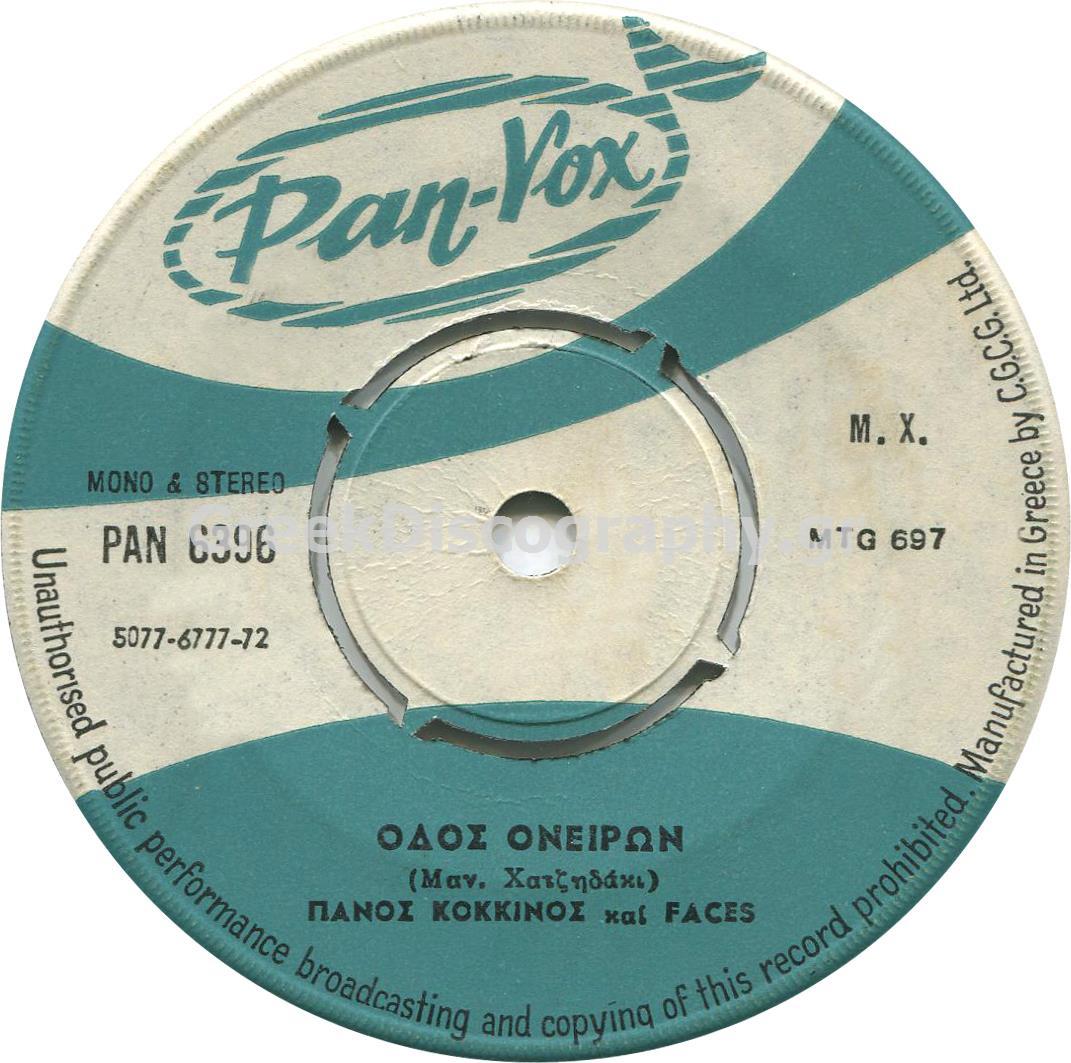 Pan-Vox
MONO & STEREO
PAN 6396
5077-6777-72
M. X.
MTG 697
GreekDiscography.gr
ΟΔΟΣ ΟΝΕΙΡΩΝ
(Μαν. Χατζηδάκι)
ΠΑΝΟΣ ΚΟΚΚΙΝΟΣ καί FACES
Unauthorised public performance broadcasting and copying of this record prohibited. Manufactured in Greece by C.G.C.G. Ltd.